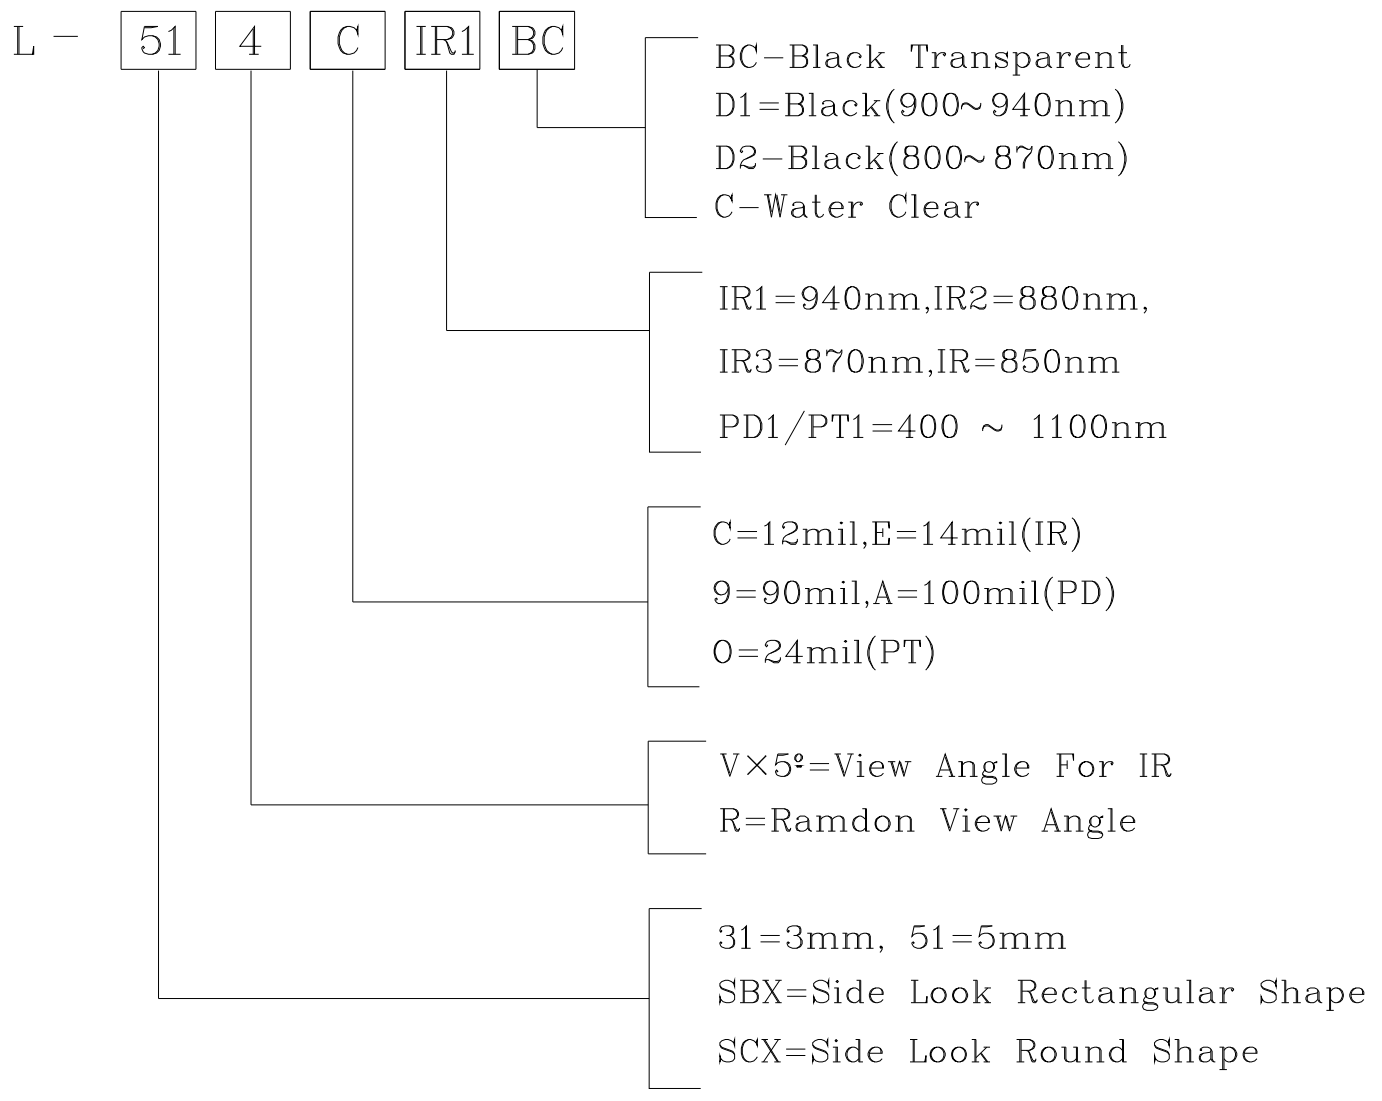 L - 51 4 C IR1 BC
BC-Black Transparent
D1=Black(900~940nm)
D2-Black(800~870nm)
C-Water Clear
IR1=940nm,IR2=880nm,
IR3=870nm,IR=850nm
PD1/PT1=400 ~ 1100nm
C=12mil,E=14mil(IR)
9=90mil,A=100mil(PD)
O=24mil(PT)
V×5º=View Angle For IR
R=Ramdon View Angle
31=3mm, 51=5mm
SBX=Side Look Rectangular Shape
SCX=Side Look Round Shape